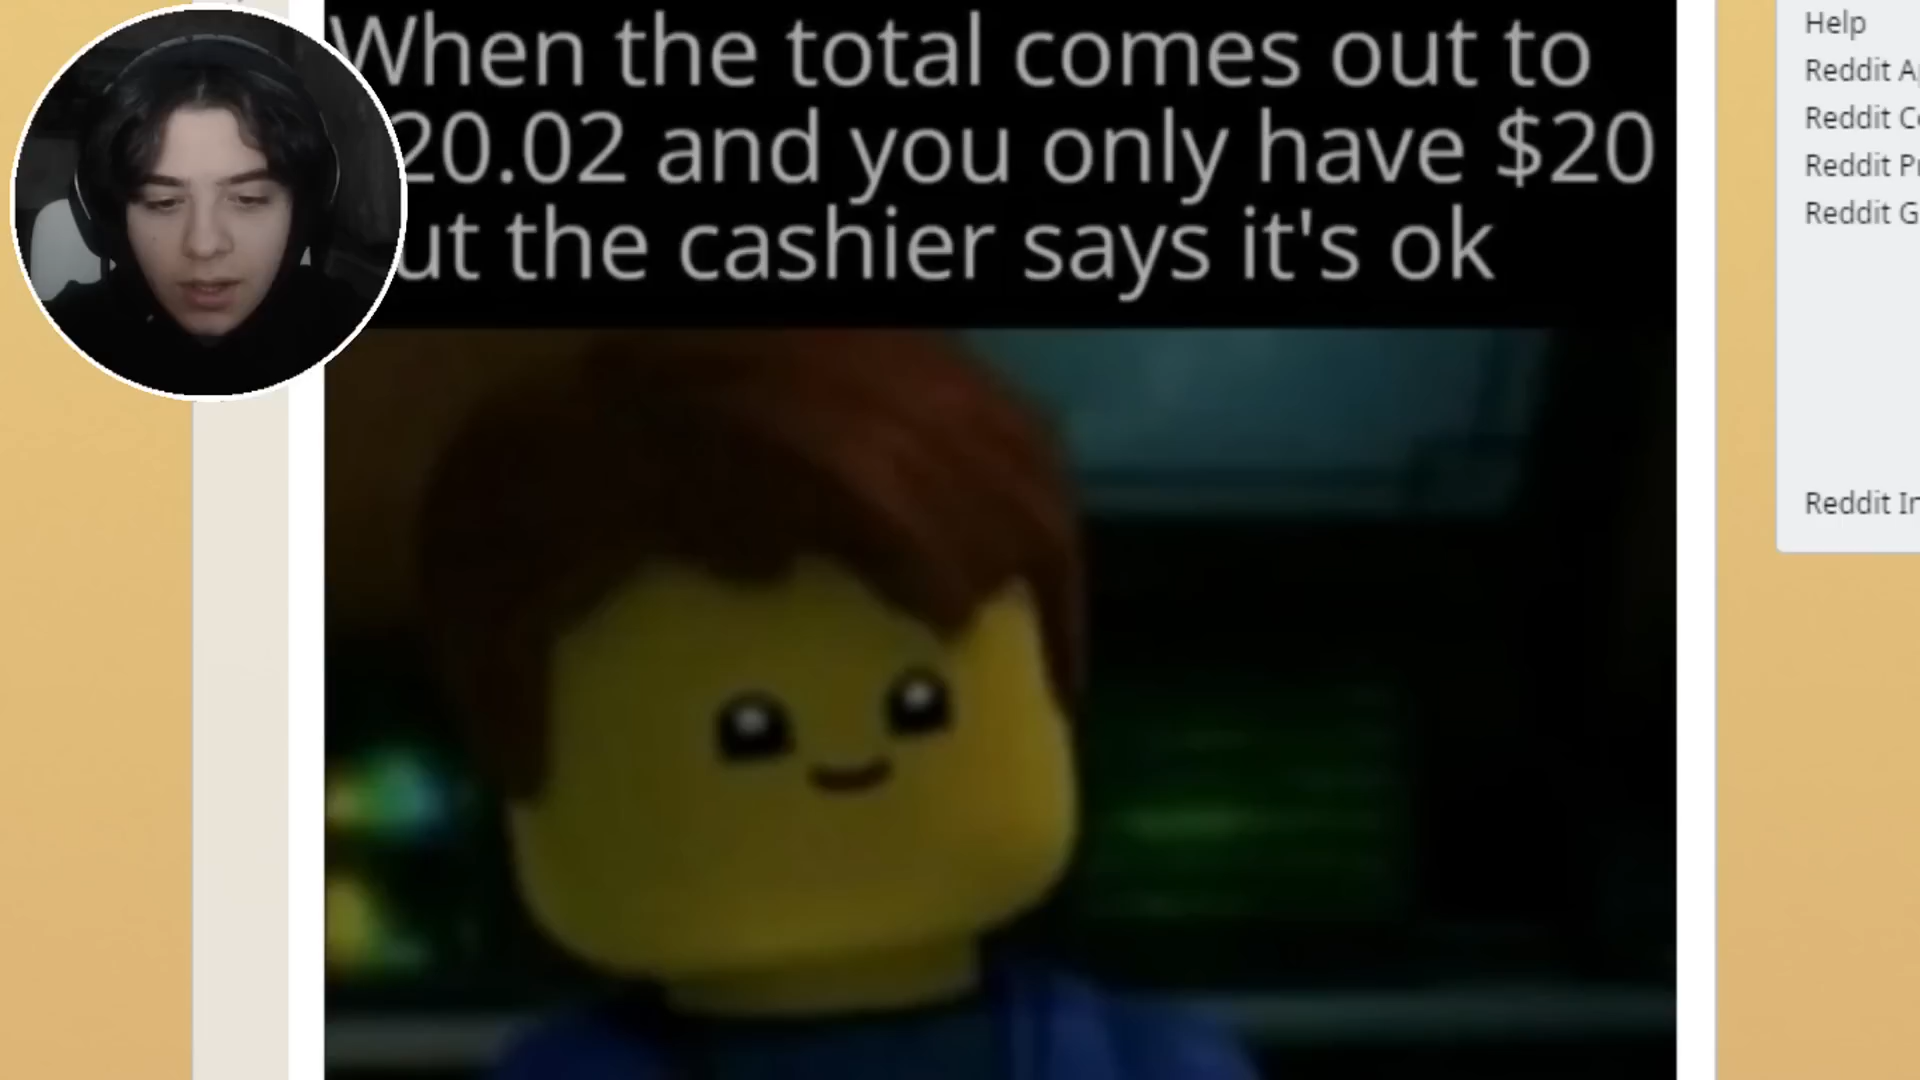 When the total comes out to
20.02 and you only have $20
ut the cashier says it's ok
Help
Reddit
Reddit
Reddit
Reddit
Reddit